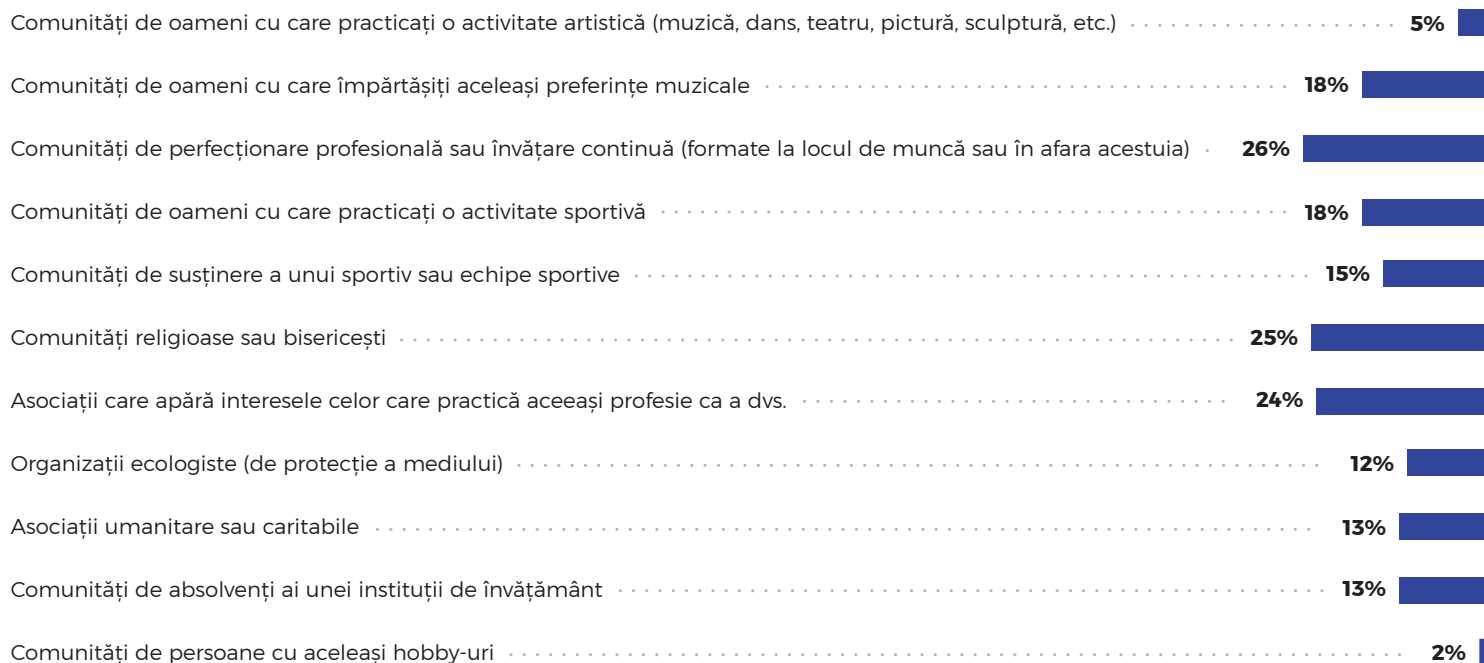 Comunități de oameni cu care practicați o activitate artistică (muzică, dans, teatru, pictură, sculptură, etc.) 5%
Comunități de oameni cu care împărtășiți aceleași preferințe muzicale 18%
Comunități de perfecționare profesională sau învățare continuă (formate la locul de muncă sau în afara acestuia) 26%
Comunități de oameni cu care practicați o activitate sportivă 18%
Comunități de susținere a unui sportiv sau echipe sportive 15%
Comunități religioase sau bisericești 25%
Asociații care apără interesele celor care practică aceeași profesie ca a dvs. 24%
Organizații ecologiste (de protecție a mediului) 12%
Asociații umanitare sau caritabile 13%
Comunități de absolvenți ai unei instituții de învățământ 13%
Comunități de persoane cu aceleași hobby-uri 2%